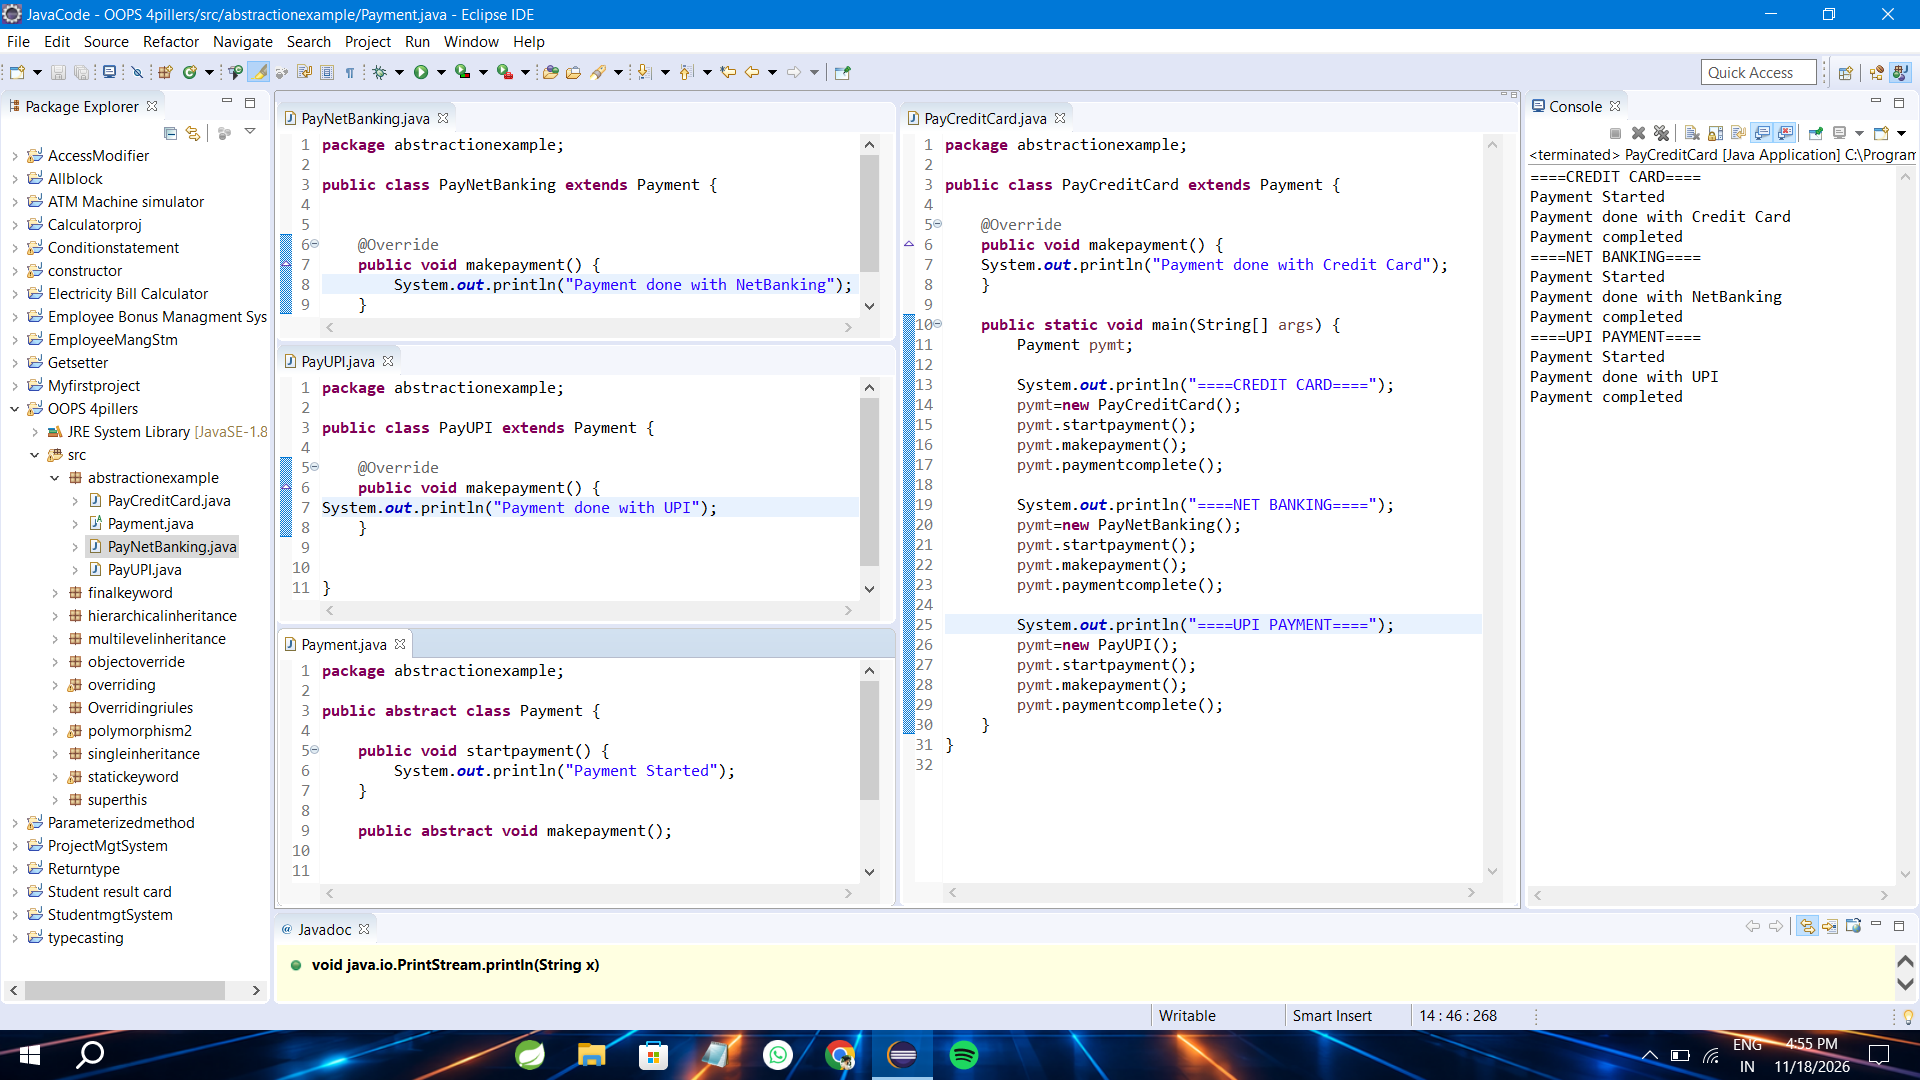 JavaCode - OOPS 4pillers/src/abstractionexample/Payment.java - Eclipse IDE
File Edit Source Refactor Navigate Search Project Run Window Help
Quick Access
Package Explorer
AccessModifier
Allblock
ATM Machine simulator
Calculatorproj
Conditionstatement
constructor
Electricity Bill Calculator
Employee Bonus Managment Sys
EmployeeMangStm
Getsetter
Myfirstproject
OOPS 4pillers
JRE System Library [JavaSE-1.8
src
abstractionexample
PayCreditCard.java
Payment.java
PayNetBanking.java
PayUPI.java
finalkeyword
hierarchicalinheritance
multilevelinheritance
objectoverride
overriding
Overridingriules
polymorphism2
singleinheritance
statickeyword
superthis
Parameterizedmethod
ProjectMgtSystem
Returntype
Student result card
StudentmgtSystem
typecasting
PayNetBanking.java
1 package abstractionexample;
2
3 public class PayNetBanking extends Payment {
4
5
6 @Override
7 public void makepayment() {
8 System.out.println("Payment done with NetBanking");
9 }
PayUPI.java
1 package abstractionexample;
2
3 public class PayUPI extends Payment {
4
5 @Override
6 public void makepayment() {
7 System.out.println("Payment done with UPI");
8 }
9
10
11 }
Payment.java
1 package abstractionexample;
2
3 public abstract class Payment {
4
5 public void startpayment() {
6 System.out.println("Payment Started");
7 }
8
9 public abstract void makepayment();
10
11
PayCreditCard.java
1 package abstractionexample;
2
3 public class PayCreditCard extends Payment {
4
5 @Override
6 public void makepayment() {
7 System.out.println("Payment done with Credit Card");
8 }
9
10 public static void main(String[] args) {
11 Payment pymt;
12
13 System.out.println("====CREDIT CARD====");
14 pymt=new PayCreditCard();
15 pymt.startpayment();
16 pymt.makepayment();
17 pymt.paymentcomplete();
18
19 System.out.println("====NET BANKING====");
20 pymt=new PayNetBanking();
21 pymt.startpayment();
22 pymt.makepayment();
23 pymt.paymentcomplete();
24
25 System.out.println("====UPI PAYMENT====");
26 pymt=new PayUPI();
27 pymt.startpayment();
28 pymt.makepayment();
29 pymt.paymentcomplete();
30 }
31 }
32
Console
<terminated> PayCreditCard [Java Application] C:\Program
====CREDIT CARD====
Payment Started
Payment done with Credit Card
Payment completed
====NET BANKING====
Payment Started
Payment done with NetBanking
Payment completed
====UPI PAYMENT====
Payment Started
Payment done with UPI
Payment completed
@ Javadoc
void java.io.PrintStream.println(String x)
Writable
Smart Insert
14 : 46 : 268
ENG
IN
4:55 PM
11/18/2026